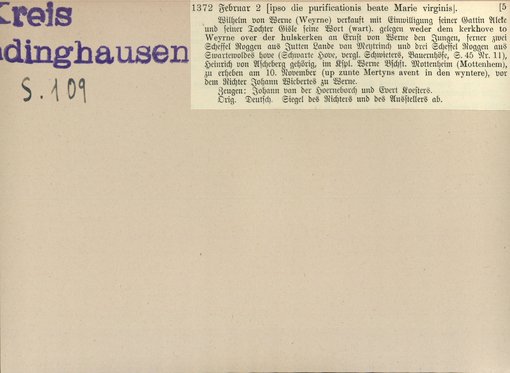 Kreis
dinghausen
S. 109
1372 Februar 2 [ipso die purificationis beate Marie virginis]. [5
Wilhelm von Werne (Weyrne) verkauft mit Einwilligung seiner Gattin Aleke
und seiner Tochter Gisle seine Wort (wart). gelegen weder dem kerkhove to
Weyrne over der hulskerken an Ernst von Werne den Jungen, ferner zwei
Scheffel Roggen aus Jutten Lande van Meytrinch und drei Scheffel Roggen aus
Swartewoldes hove (Schwarte Hove, vergl. Schwieters, Bauernhöfe, S. 45 Nr. 11),
Heinrich von Ascheberg gehörig, im Kspl. Werne Bschft. Mottenheim (Mottenhem),
zu erheben am 10. November (up zunte Mertyns avent in den wyntere), vor
dem Richter Johann Wiebertes zu Werne.
Zeugen: Johann van der Hoerneborch und Evert Koesters.
Orig. Deutsch. Siegel des Richters und des Ausstellers ab.